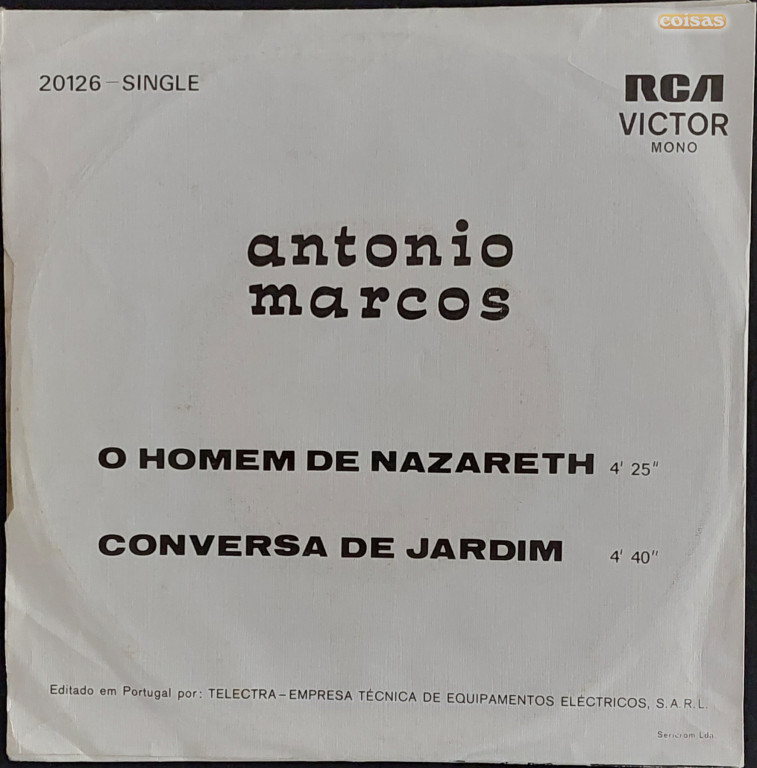 coisas
20126 – SINGLE
RCA
VICTOR
MONO
antonio
marcos
O HOMEM DE NAZARETH 4' 25"
CONVERSA DE JARDIM 4' 40"
Editado em Portugal por: TELECTRA – EMPRESA TÉCNICA DE EQUIPAMENTOS ELÉCTRICOS, S.A.R.L.
Sericrom, Lda.